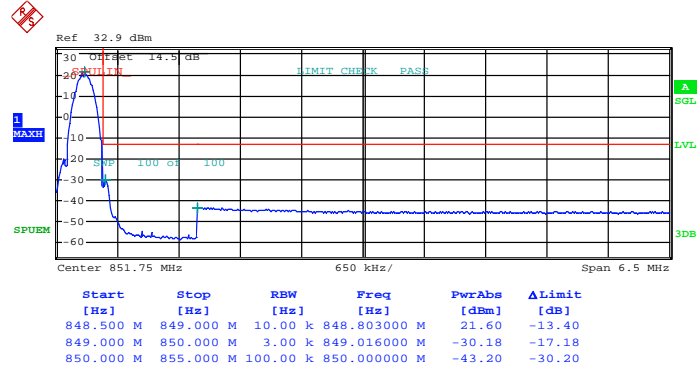 R S
Ref 32.9 dBm
30 Offset 14.5 dB
20 SPULIN_ LIMIT CHECK PASS
A
SGL
10
0
1
MAXH
-10
LVL
-20 SWP 100 of 100
-30
-40
-50
SPUEM
3DB
-60
Center 851.75 MHz 650 kHz/ Span 6.5 MHz
Start Stop RBW Freq PwrAbs ΔLimit
[Hz] [Hz] [Hz] [Hz] [dBm] [dB]
848.500 M 849.000 M 10.00 k 848.803000 M 21.60 -13.40
849.000 M 850.000 M 3.00 k 849.016000 M -30.18 -17.18
850.000 M 855.000 M 100.00 k 850.000000 M -43.20 -30.20